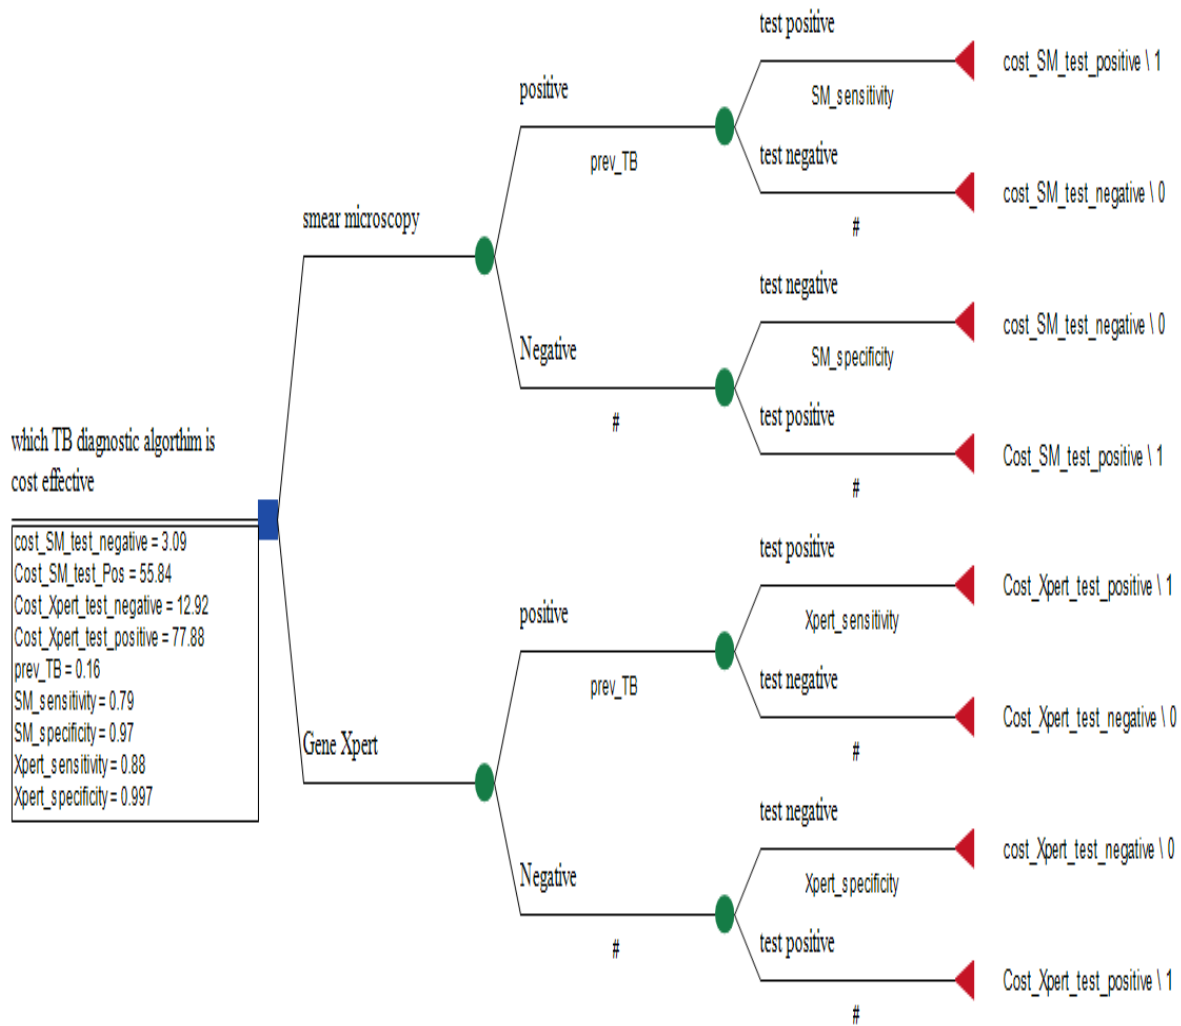 test positive
cost_SM_test_positive \ 1
SM_sensitivity
positive
prev_TB
test negative
cost_SM_test_negative \ 0
#
smear microscopy
test negative
cost_SM_test_negative \ 0
SM_specificity
Negative
#
test positive
Cost_SM_test_positive \ 1
#
which TB diagnostic algorthim is
cost effective
cost_SM_test_negative = 3.09
Cost_SM_test_Pos = 55.84
Cost_Xpert_test_negative = 12.92
Cost_Xpert_test_positive = 77.88
prev_TB = 0.16
SM_sensitivity = 0.79
SM_specificity = 0.97
Xpert_sensitivity = 0.88
Xpert_specificity = 0.997
test positive
Cost_Xpert_test_positive \ 1
Xpert_sensitivity
positive
prev_TB
test negative
Cost_Xpert_test_negative \ 0
#
Gene Xpert
test negative
cost_Xpert_test_negative \ 0
Xpert_specificity
Negative
#
test positive
Cost_Xpert_test_positive \ 1
#